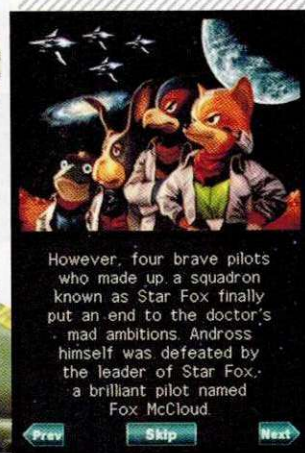 However, four brave pilots
who made up a squadron
known as Star Fox finally
put an end to the doctor's
mad ambitions. Andross
himself was defeated by
the leader of Star Fox,
a brilliant pilot named
Fox McCloud.
Prev
Skip
Next